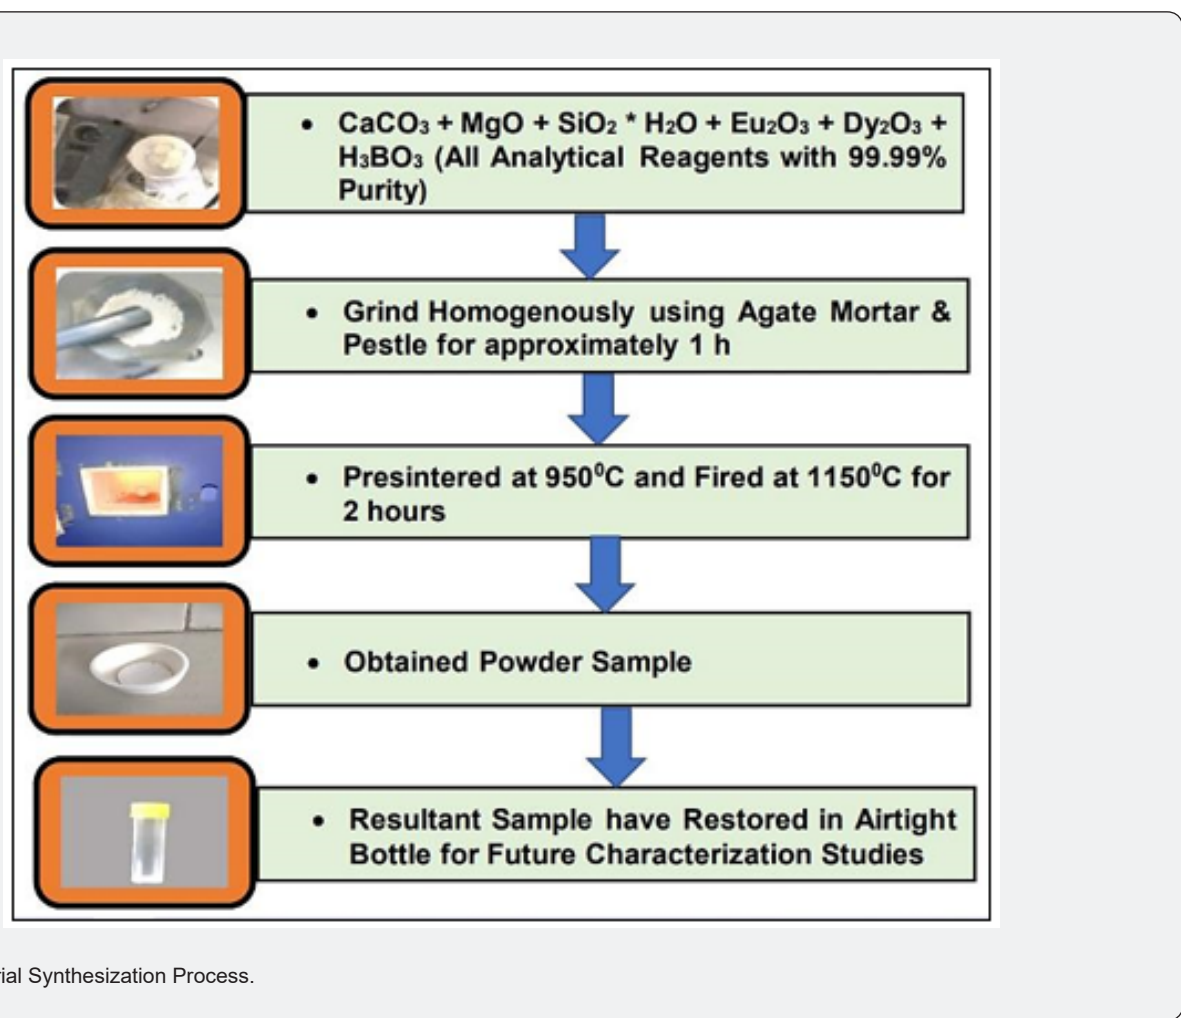 • CaCO₃ + MgO + SiO₂ * H₂O + Eu₂O₃ + Dy₂O₃ +
H₃BO₃ (All Analytical Reagents with 99.99%
Purity)
• Grind Homogenously using Agate Mortar &
Pestle for approximately 1 h
• Presintered at 950⁰C and Fired at 1150⁰C for
2 hours
• Obtained Powder Sample
• Resultant Sample have Restored in Airtight
Bottle for Future Characterization Studies
rial Synthesization Process.